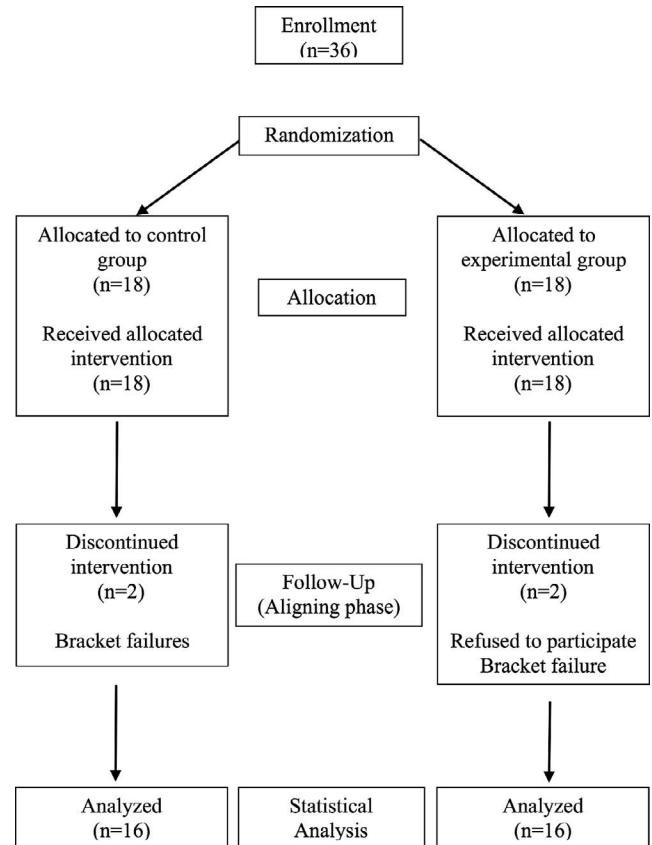 Enrollment
(n=36)
Randomization
Allocated to control
group
(n=18)
Received allocated
intervention
(n=18)
Allocation
Allocated to
experimental group
(n=18)
Received allocated
intervention
(n=18)
Discontinued
intervention
(n=2)
Bracket failures
Follow-Up
(Aligning phase)
Discontinued
intervention
(n=2)
Refused to participate
Bracket failure
Analyzed
(n=16)
Statistical
Analysis
Analyzed
(n=16)